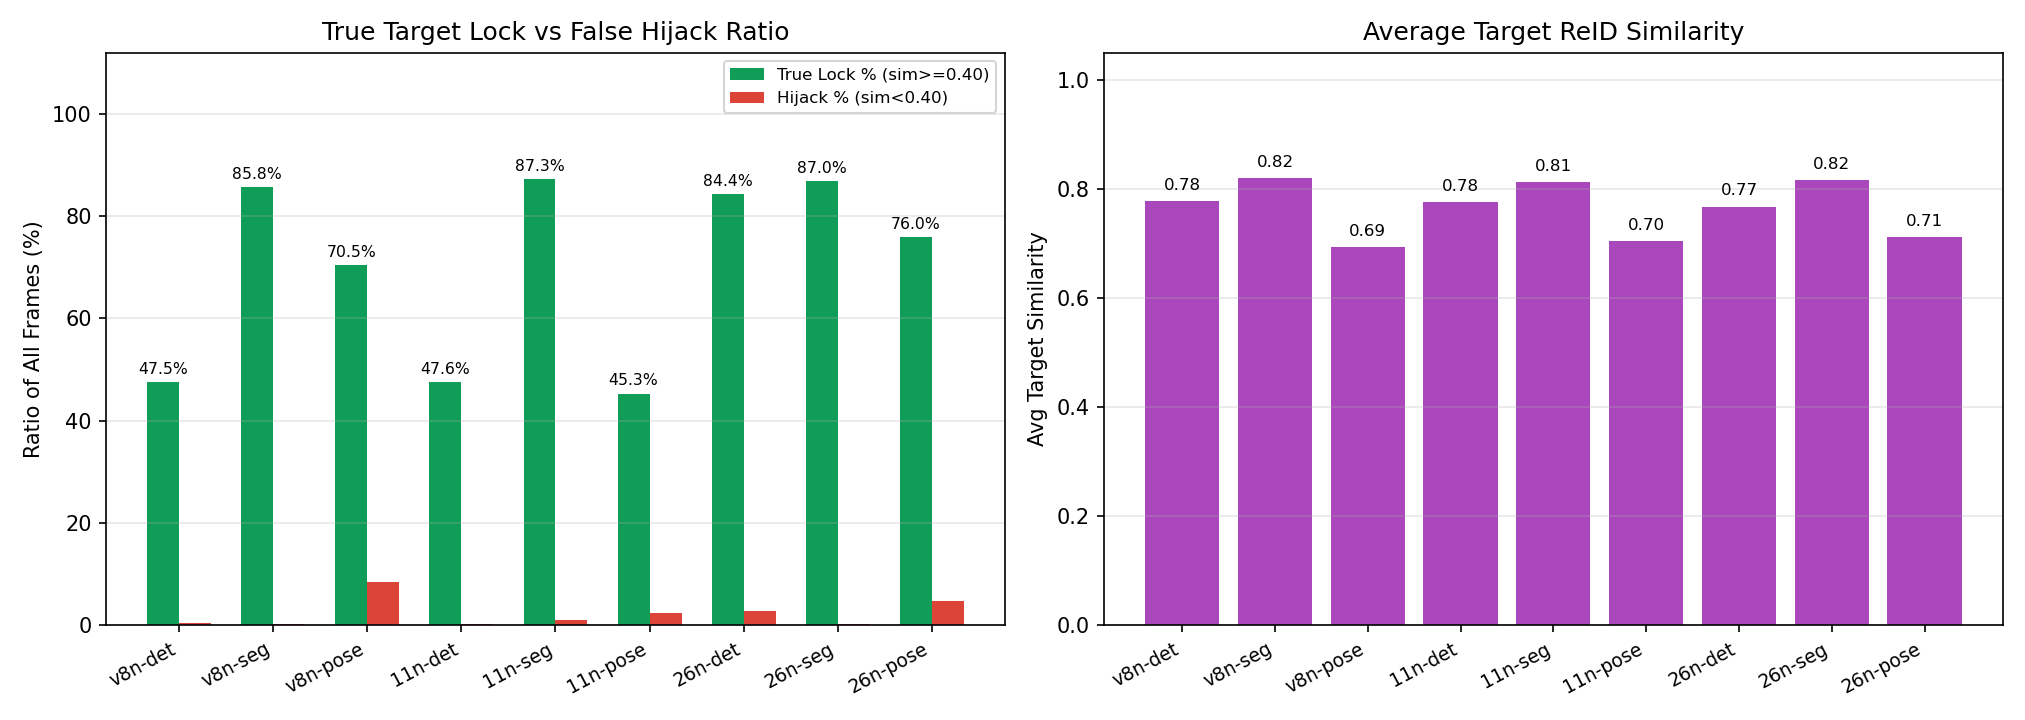 True Target Lock vs False Hijack Ratio
True Lock % (sim>=0.40)
Hijack % (sim<0.40)
Ratio of All Frames (%)
100
80
60
40
20
0
47.5%
85.8%
70.5%
47.6%
87.3%
45.3%
84.4%
87.0%
76.0%
v8n-det
v8n-seg
v8n-pose
11n-det
11n-seg
11n-pose
26n-det
26n-seg
26n-pose
Average Target ReID Similarity
Avg Target Similarity
1.0
0.8
0.6
0.4
0.2
0.0
0.78
0.82
0.69
0.78
0.81
0.70
0.77
0.82
0.71
v8n-det
v8n-seg
v8n-pose
11n-det
11n-seg
11n-pose
26n-det
26n-seg
26n-pose